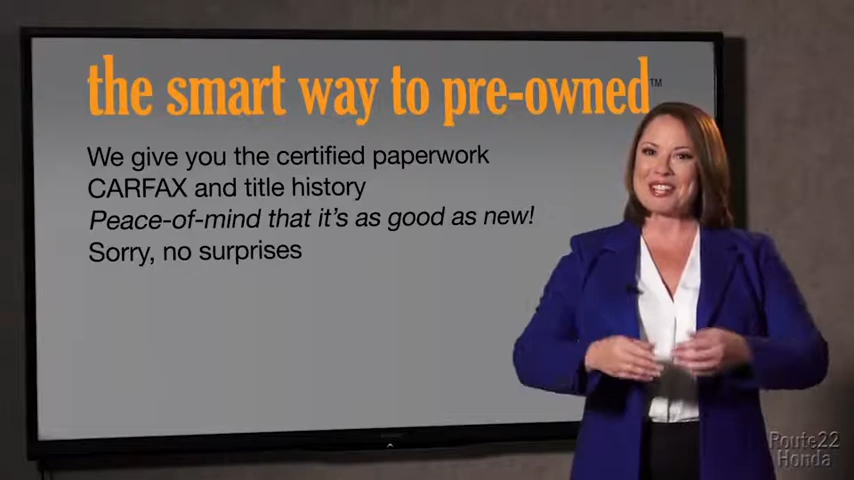 the smart way to pre-owned™
We give you the certified paperwork
CARFAX and title history
Peace-of-mind that it's as good as new!
Sorry, no surprises
Route22
Honda